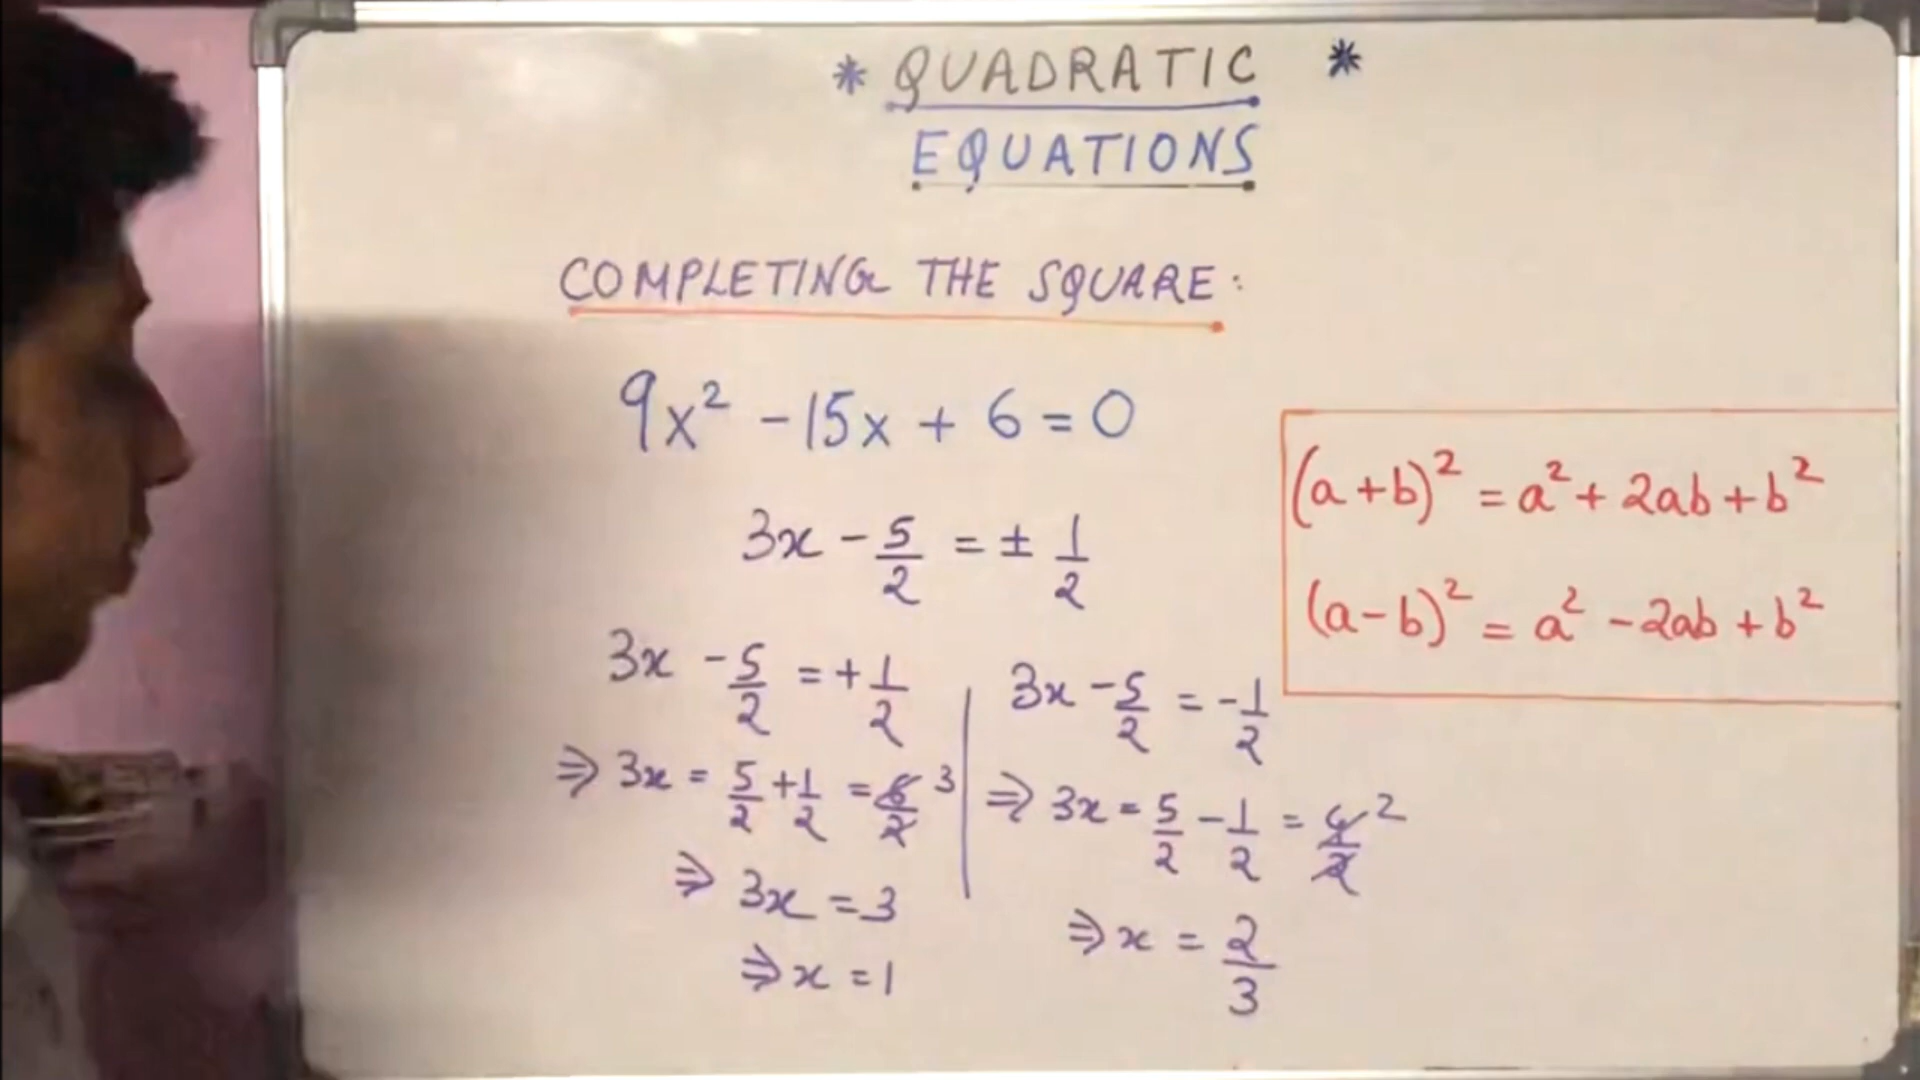 * QUADRATIC *
EQUATIONS
COMPLETING THE SQUARE:
9x² - 15x + 6 = 0
3x - 5/2 = ± 1/2
3x - 5/2 = + 1/2
⇒ 3x = 5/2 + 1/2 = 6/2 3
⇒ 3x = 3
⇒ x = 1
3x - 5/2 = - 1/2
⇒ 3x = 5/2 - 1/2 = 4/2 2
⇒ x = 2/3
(a + b)² = a² + 2ab + b²
(a - b)² = a² - 2ab + b²